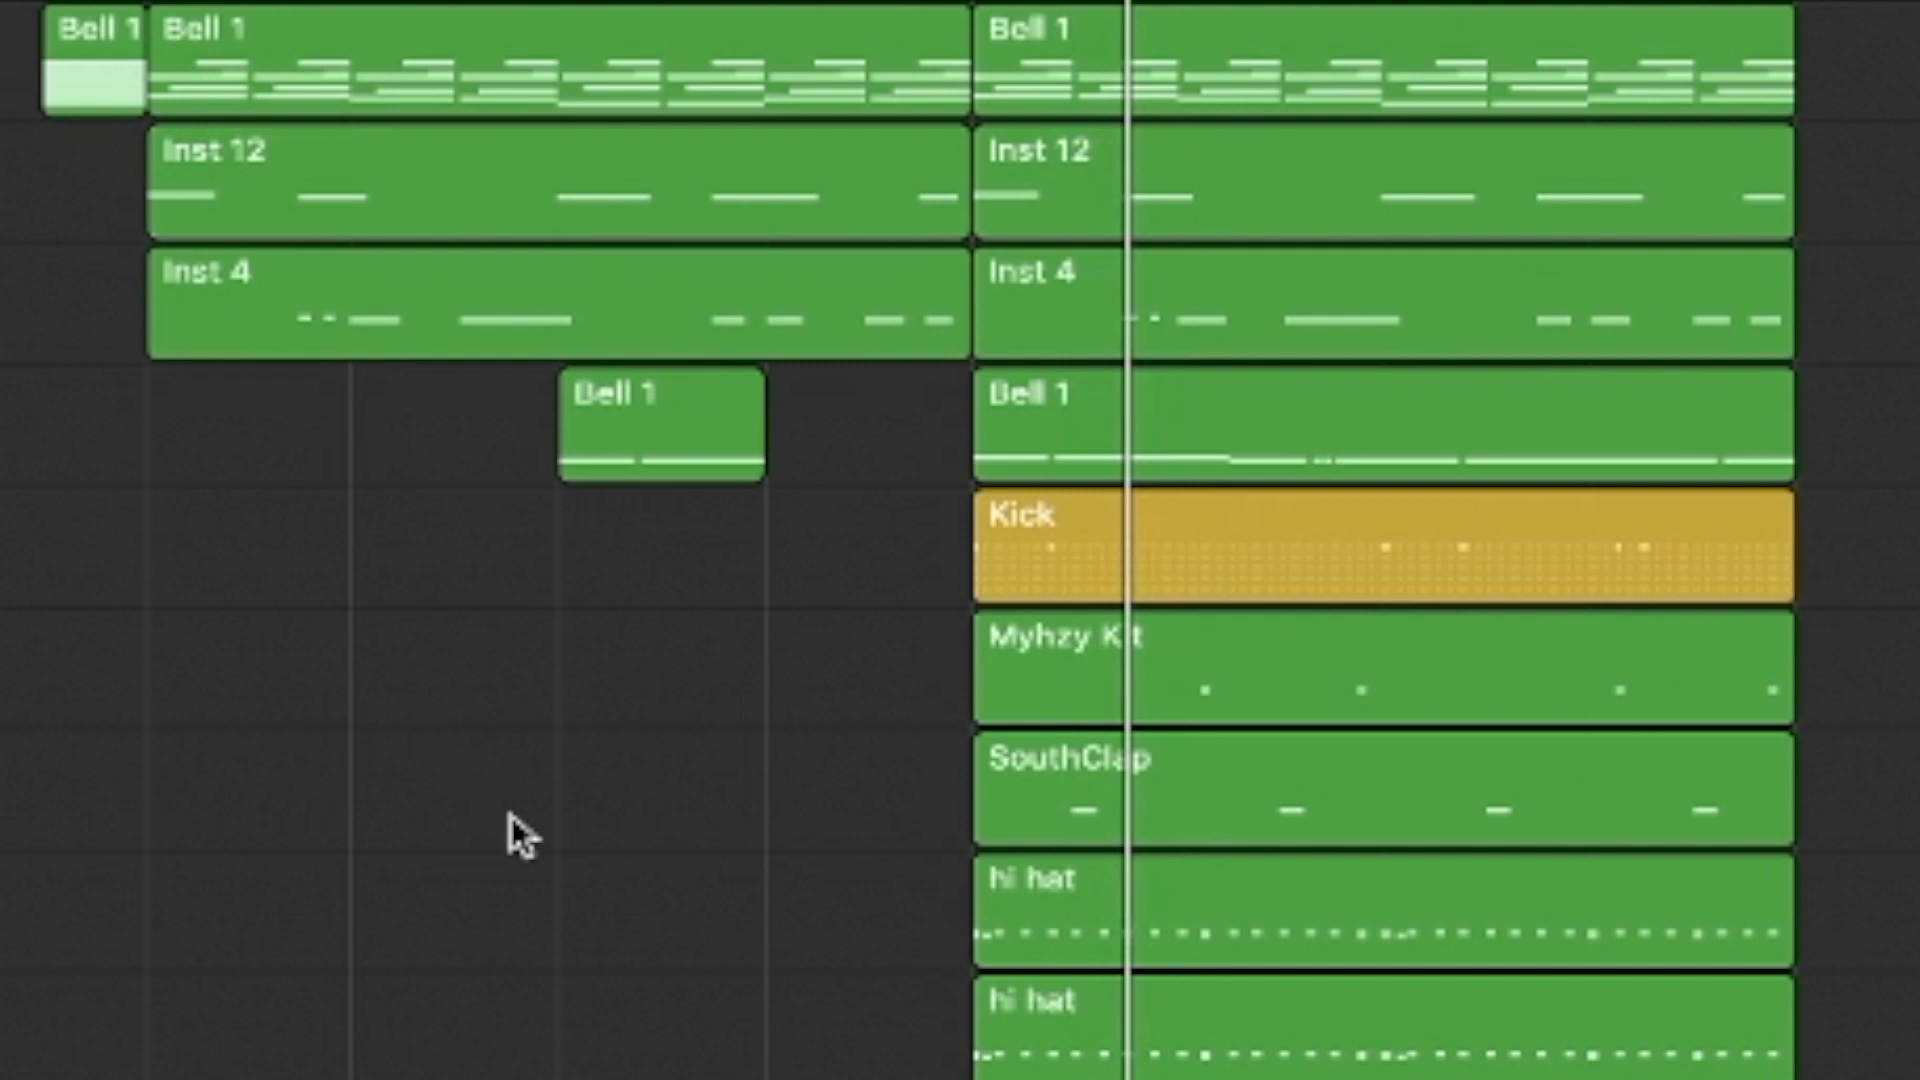 Bell 1 Bell 1 Bell 1
Inst 12 Inst 12
Inst 4 Inst 4
Bell 1 Bell 1
Kick
Myhzy Kit
SouthClap
hi hat
hi hat